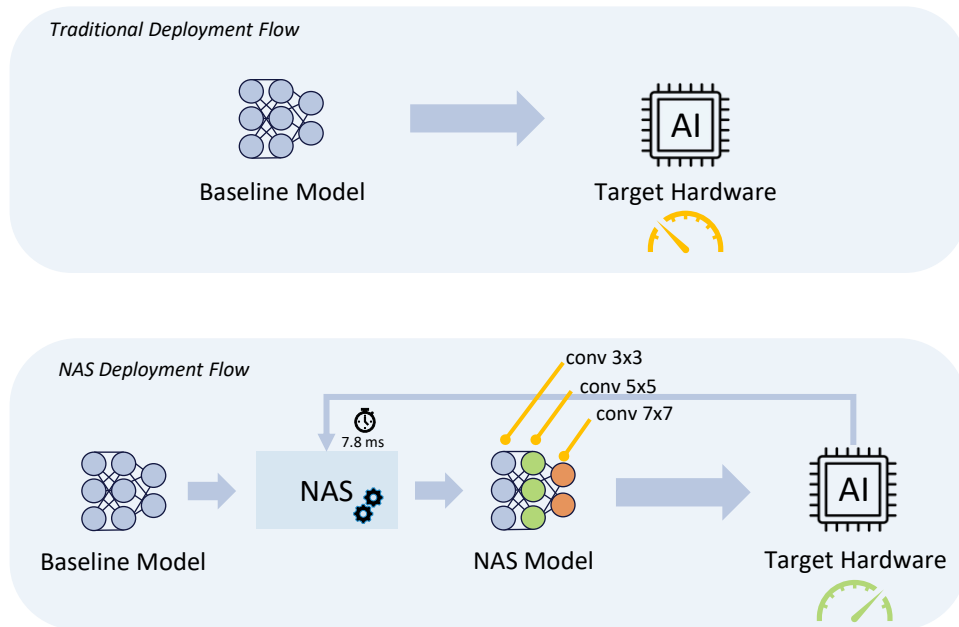 Traditional Deployment Flow
AI
Baseline Model
Target Hardware
NAS Deployment Flow
conv 3x3
conv 5x5
conv 7x7
7.8 ms
NAS
AI
Baseline Model
NAS Model
Target Hardware